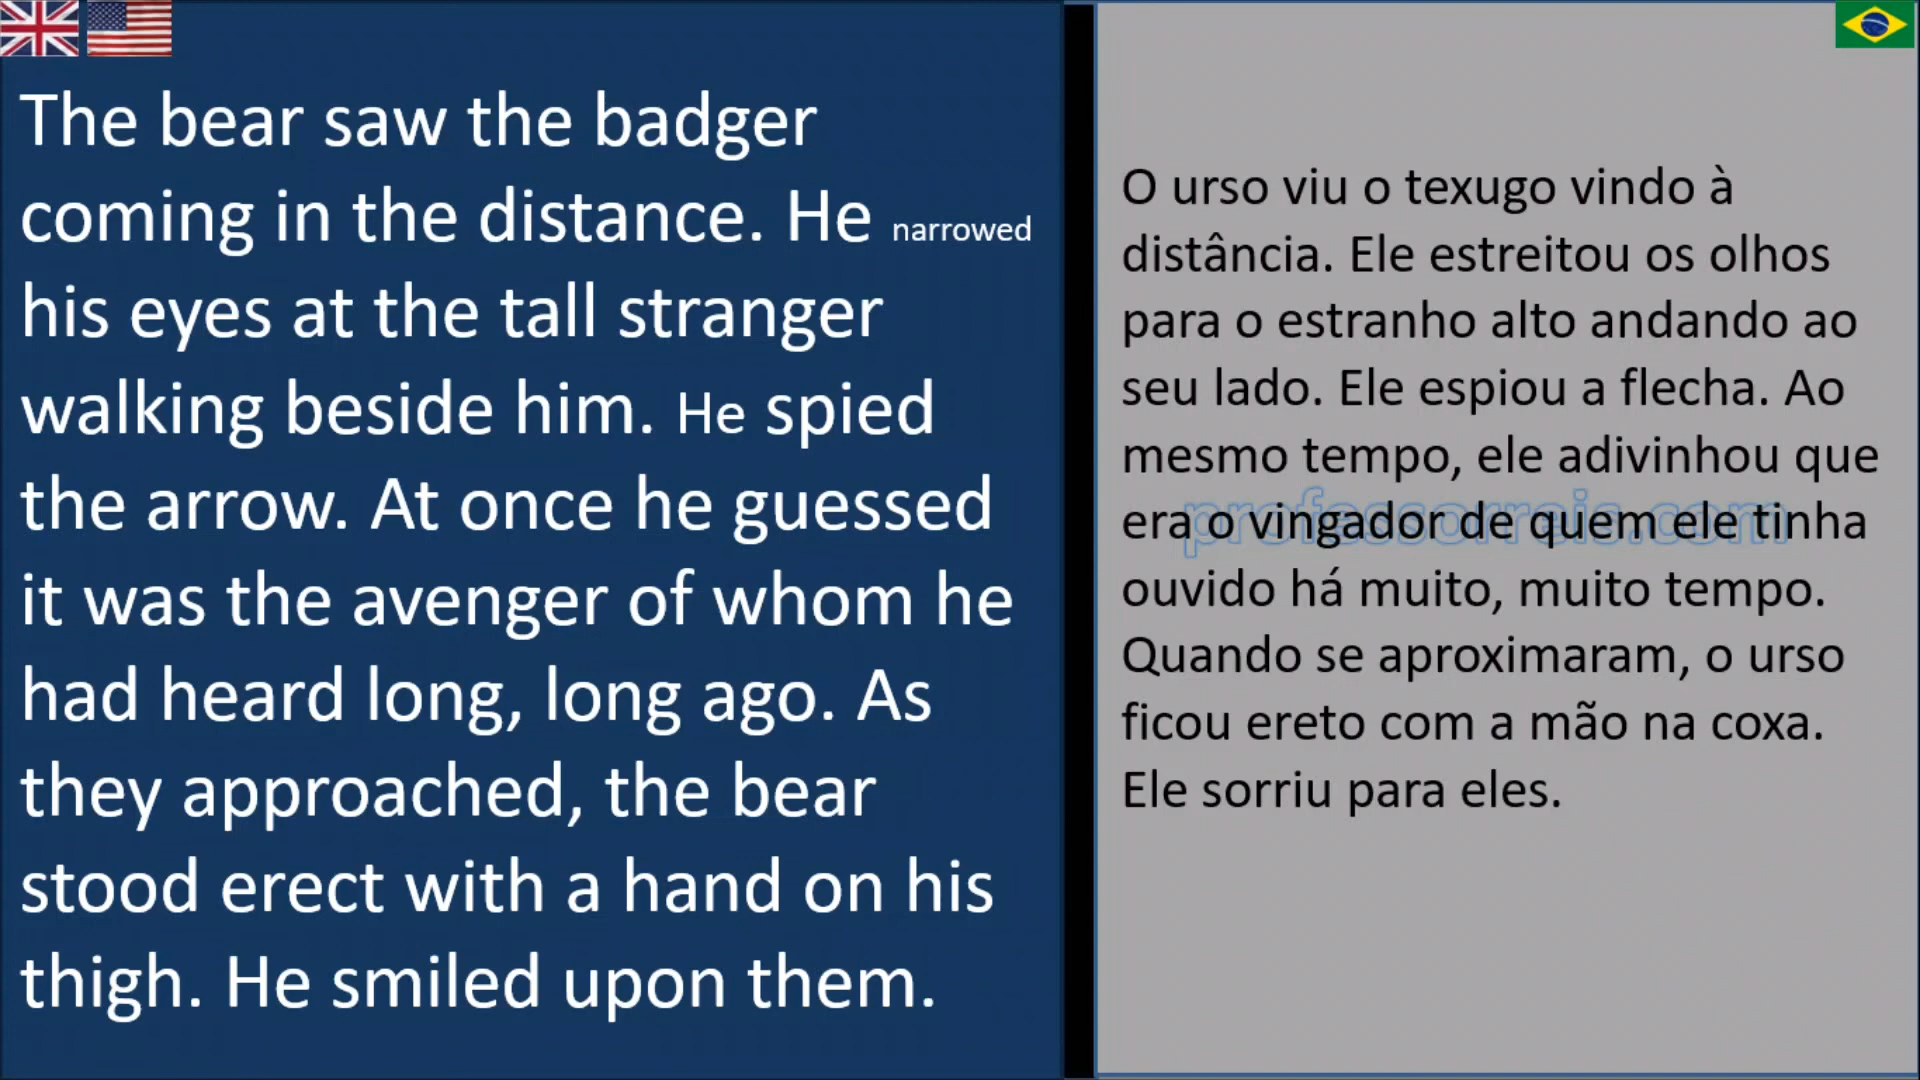 The bear saw the badger
coming in the distance. He narrowed
his eyes at the tall stranger
walking beside him. He spied
the arrow. At once he guessed
it was the avenger of whom he
had heard long, long ago. As
they approached, the bear
stood erect with a hand on his
thigh. He smiled upon them.
O urso viu o texugo vindo à
distância. Ele estreitou os olhos
para o estranho alto andando ao
seu lado. Ele espiou a flecha. Ao
mesmo tempo, ele adivinhou que
era o vingador de quem ele tinha
ouvido há muito, muito tempo.
Quando se aproximaram, o urso
ficou ereto com a mão na coxa.
Ele sorriu para eles.
professorreis.com